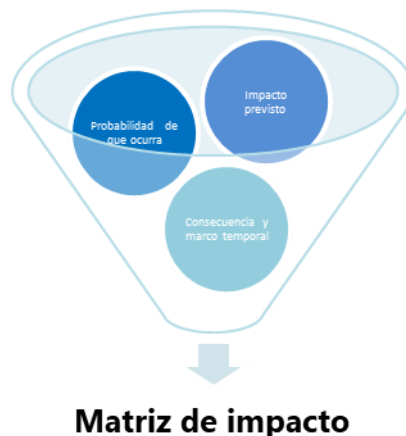 Impacto
previsto
Probabilidad de
que ocurra
Consecuencia y
marco temporal
Matriz de impacto